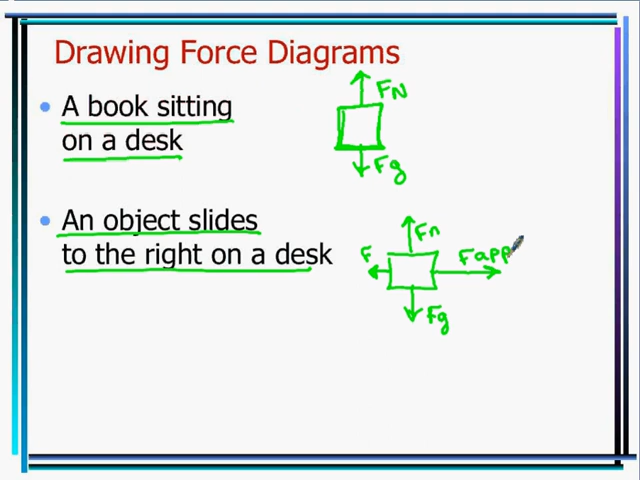 Drawing Force Diagrams
• A book sitting
on a desk
FN
Fg
• An object slides
to the right on a desk
Fn
F
Fapp
Fg